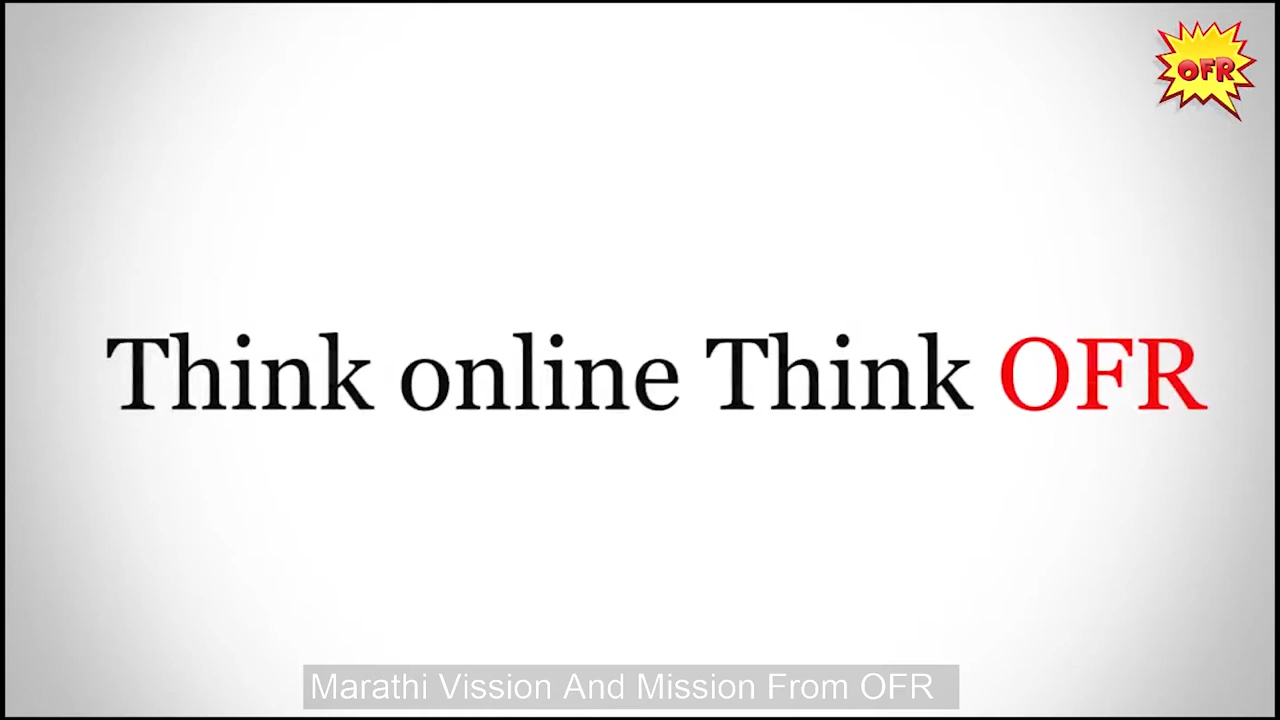 OFR
Think online Think OFR
Marathi Vission And Mission From OFR